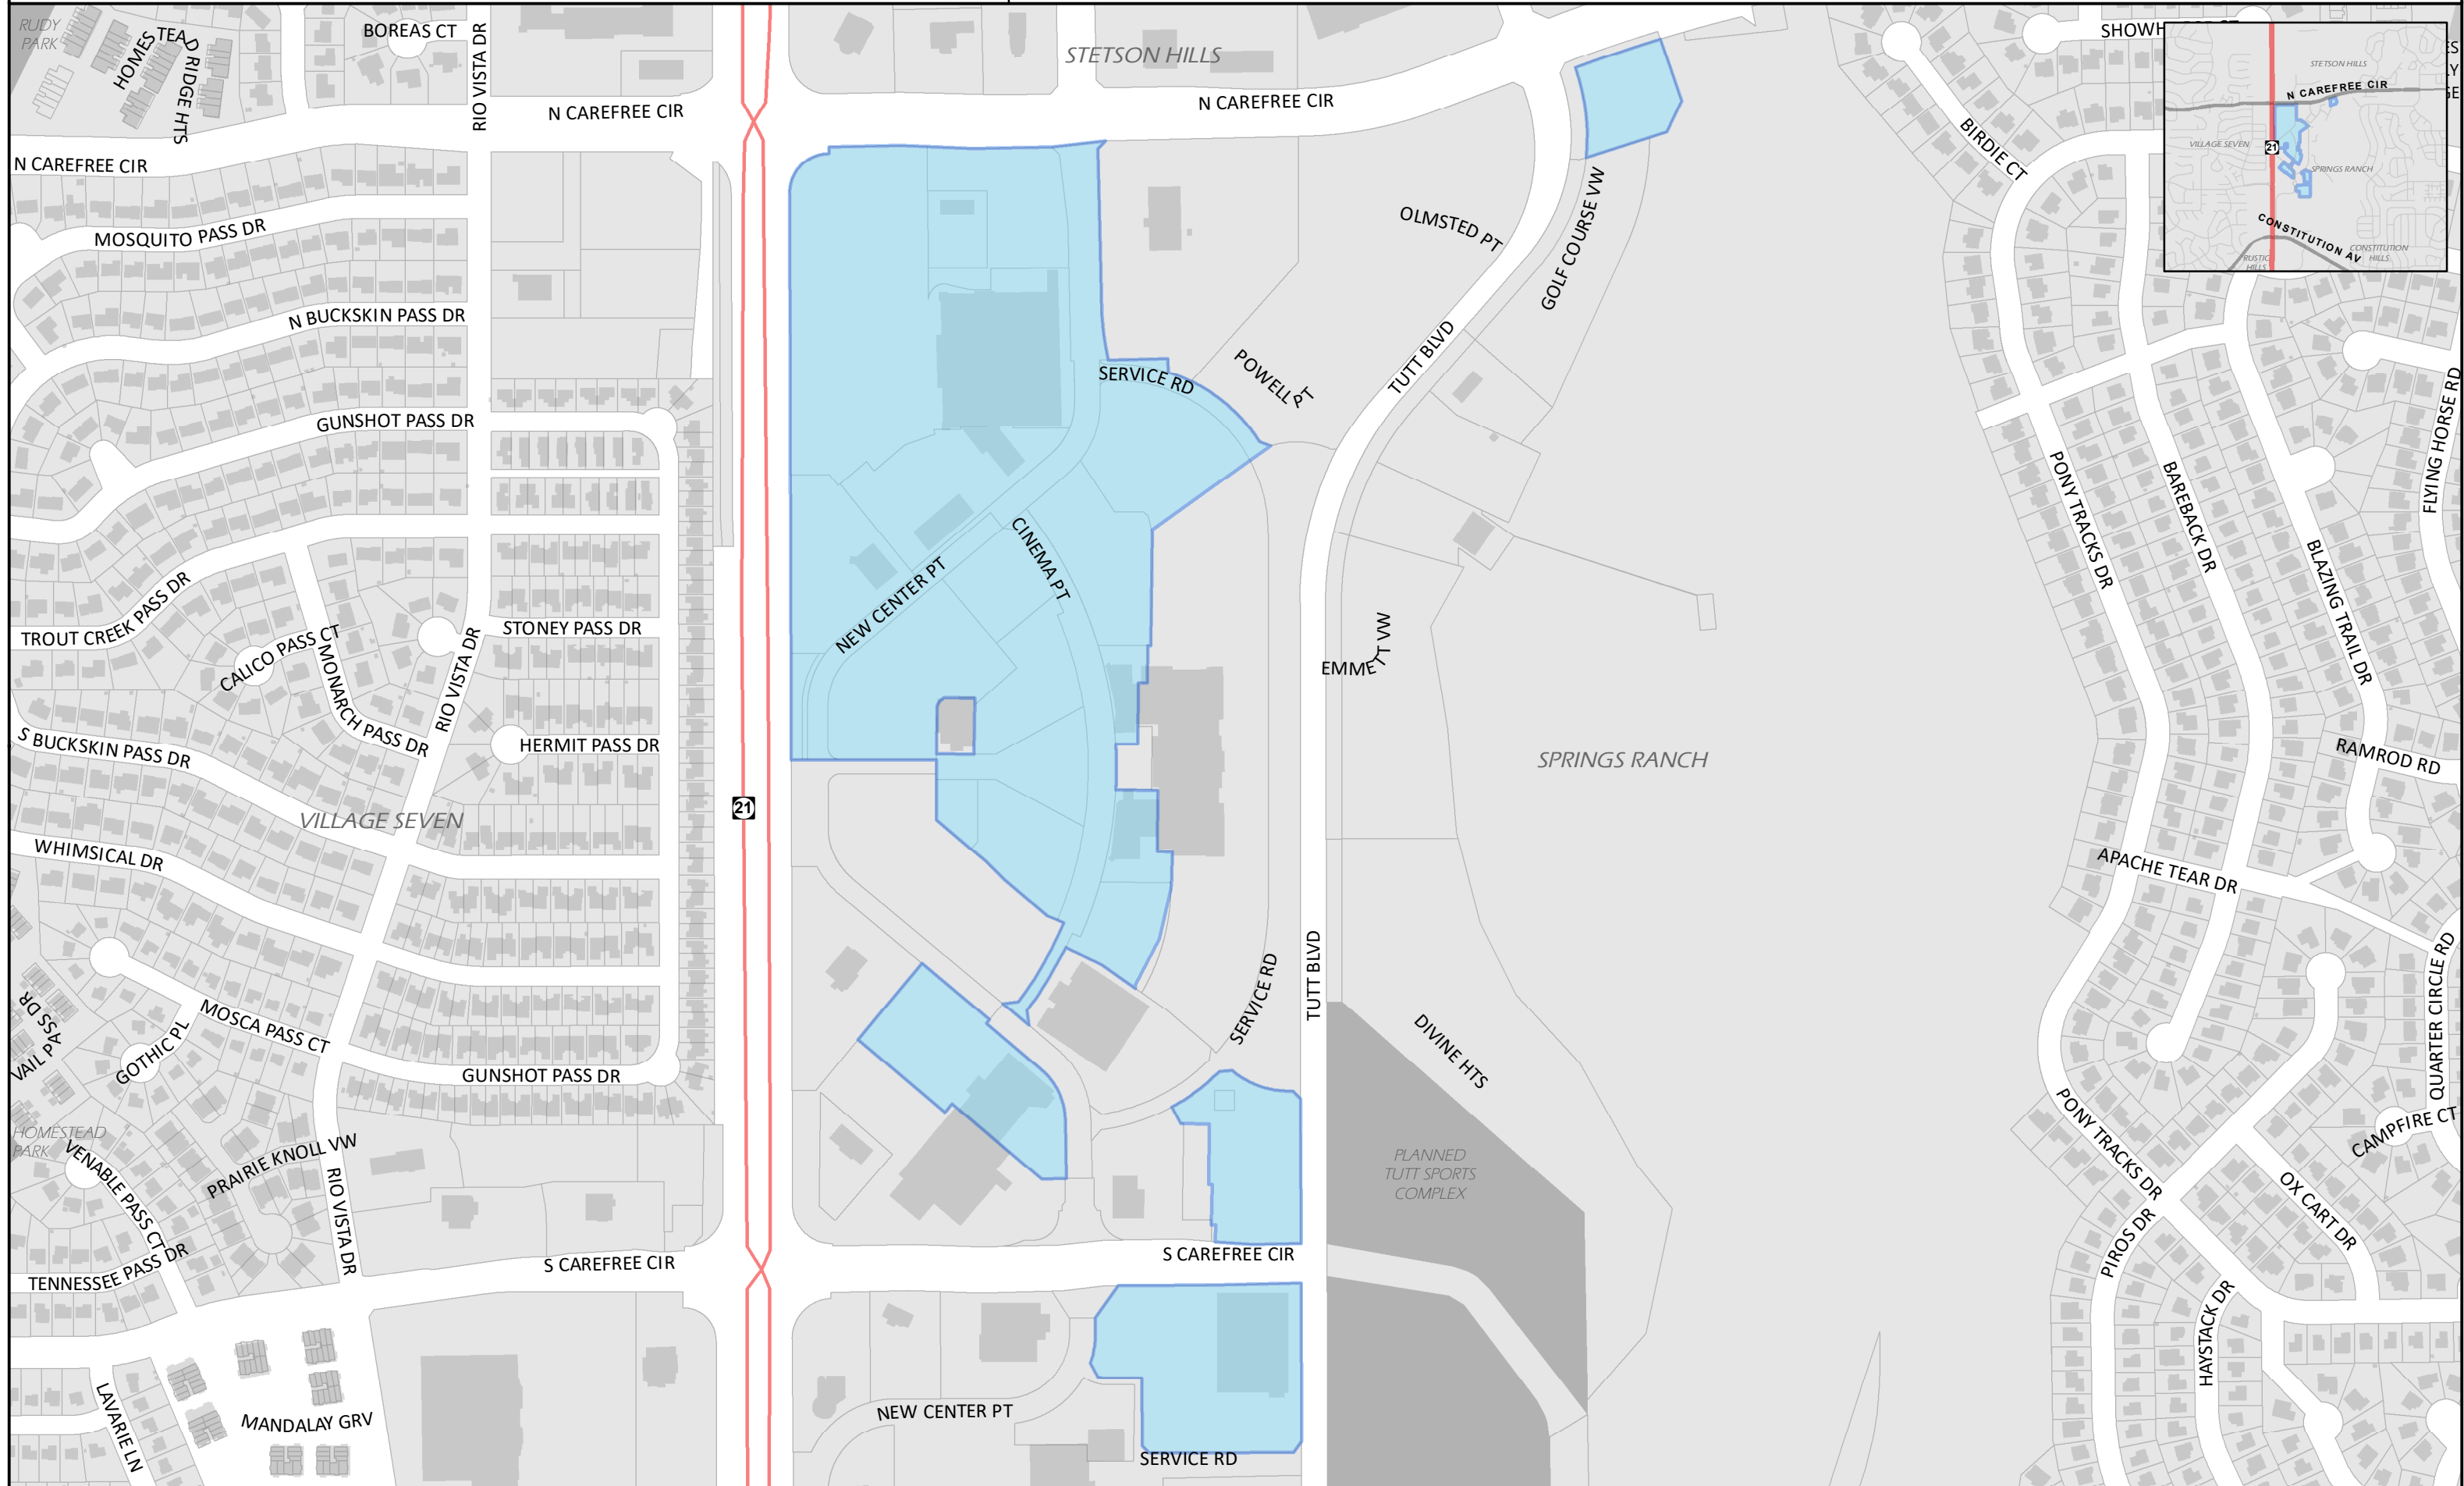 RUDY
PARK
HOMESTEAD RIDGE HTS
BOREAS CT
RIO VISTA DR
STETSON HILLS
N CAREFREE CIR
N CAREFREE CIR
N CAREFREE CIR
BIRDIE CT
STETSON HILLS
N CAREFREE CIR
VILLAGE SEVEN
21
SPRINGS RANCH
CONSTITUTION AV
CONSTITUTION
HILLS
RUSTIC
HILLS
MOSQUITO PASS DR
OLMSTED PT
GOLF COURSE VW
N BUCKSKIN PASS DR
TUTT BLVD
SERVICE RD
POWELL PT
GUNSHOT PASS DR
FLYING HORSE RD
PONY TRACKS DR
BAREBACK DR
BLAZING TRAIL DR
CINEMA PT
NEW CENTER PT
TROUT CREEK PASS DR
CALICO PASS CT
MONARCH PASS DR
RIO VISTA DR
STONEY PASS DR
EMMETT VW
S BUCKSKIN PASS DR
HERMIT PASS DR
SPRINGS RANCH
RAMROD RD
21
VILLAGE SEVEN
WHIMSICAL DR
APACHE TEAR DR
VAIL PASS DR
GOTHIC PL
MOSCA PASS CT
GUNSHOT PASS DR
SERVICE RD
TUTT BLVD
DIVINE HTS
QUARTER CIRCLE RD
HOMESTEAD
PARK
VENABLE PASS CT
PRAIRIE KNOLL VW
RIO VISTA DR
PLANNED
TUTT SPORTS
COMPLEX
PONY TRACKS DR
CAMPFIRE CT
OX CART DR
PIROS DR
TENNESSEE PASS DR
S CAREFREE CIR
S CAREFREE CIR
HAYSTACK DR
LAVARIE LN
MANDALAY GRV
NEW CENTER PT
SERVICE RD